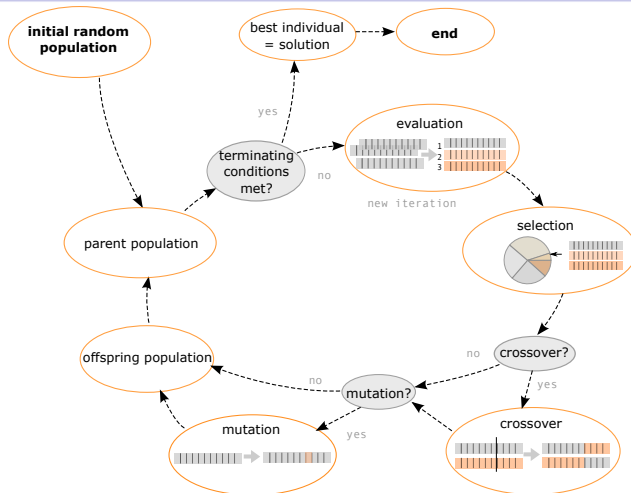 initial random
population
best individual
= solution
end
yes
terminating
conditions
met?
no
evaluation
1
2
3
new iteration
selection
parent population
offspring population
crossover?
no
yes
mutation?
no
yes
mutation
crossover